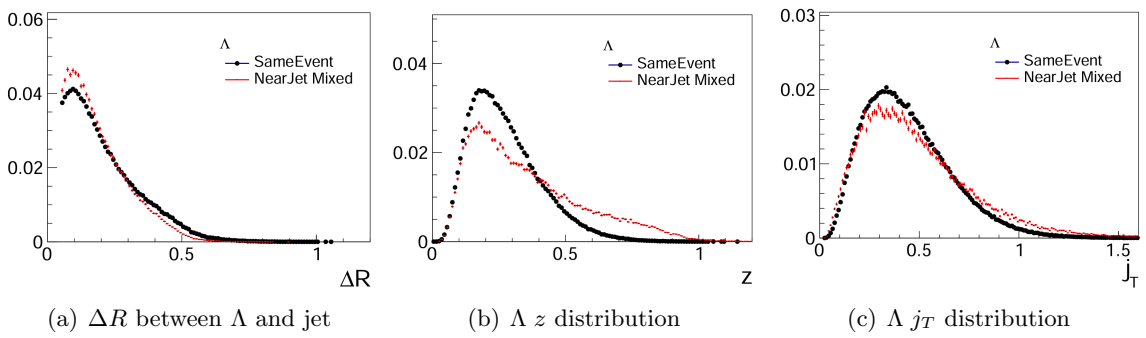 0.06
0.04
0.02
0
0 0.5 1
ΔR
Λ
SameEvent
NearJet Mixed
0.04
0.02
0
0 0.5 1
z
Λ
SameEvent
NearJet Mixed
0.03
0.02
0.01
0
0 0.5 1 1.5
j_T
Λ
SameEvent
NearJet Mixed
(a) ΔR between Λ and jet
(b) Λ z distribution
(c) Λ j_T distribution